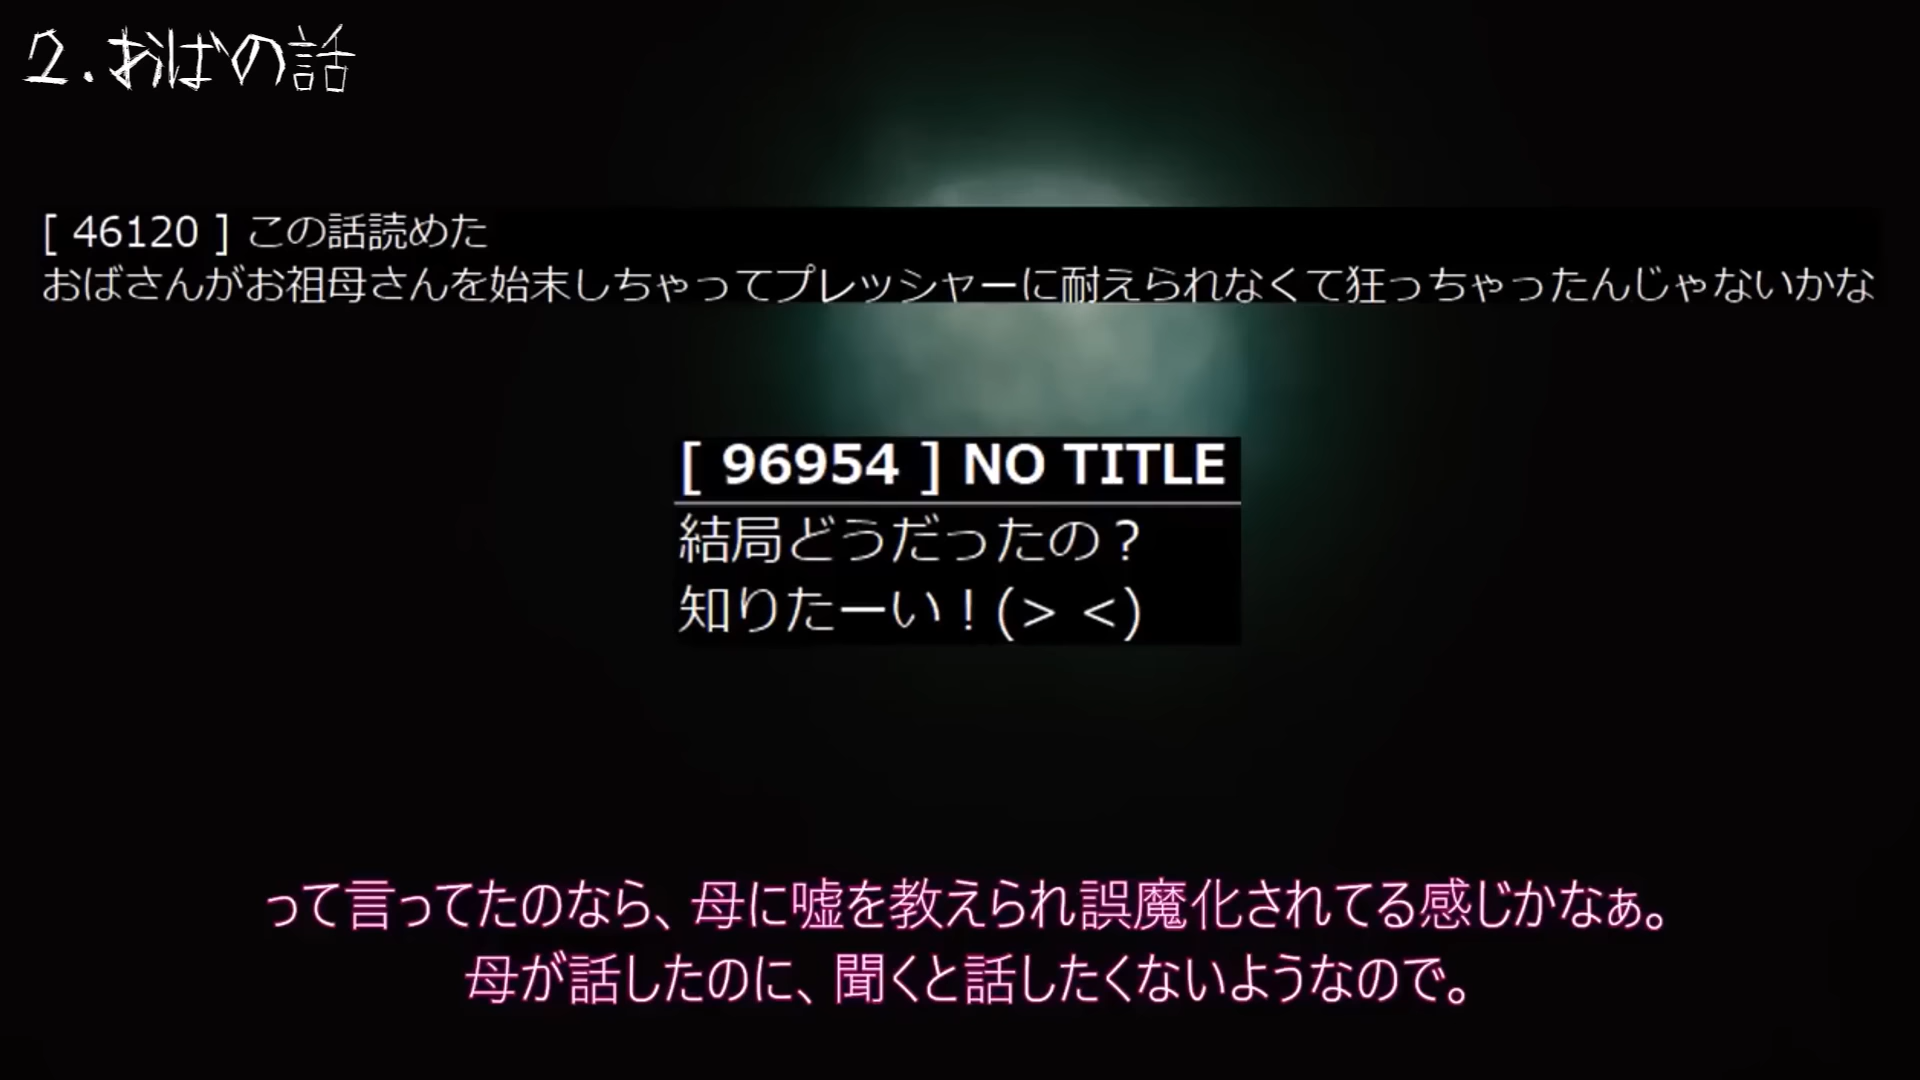 2.おばの話
[ 46120 ] この話読めた
おばさんがお祖母さんを始末しちゃってプレッシャーに耐えられなくて狂っちゃったんじゃないかな
[ 96954 ] NO TITLE
結局どうだったの？
知りたーい！(> <)
って言ってたのなら、母に嘘を教えられ誤魔化されてる感じかなぁ。
母が話したのに、聞くと話したくないようなので。